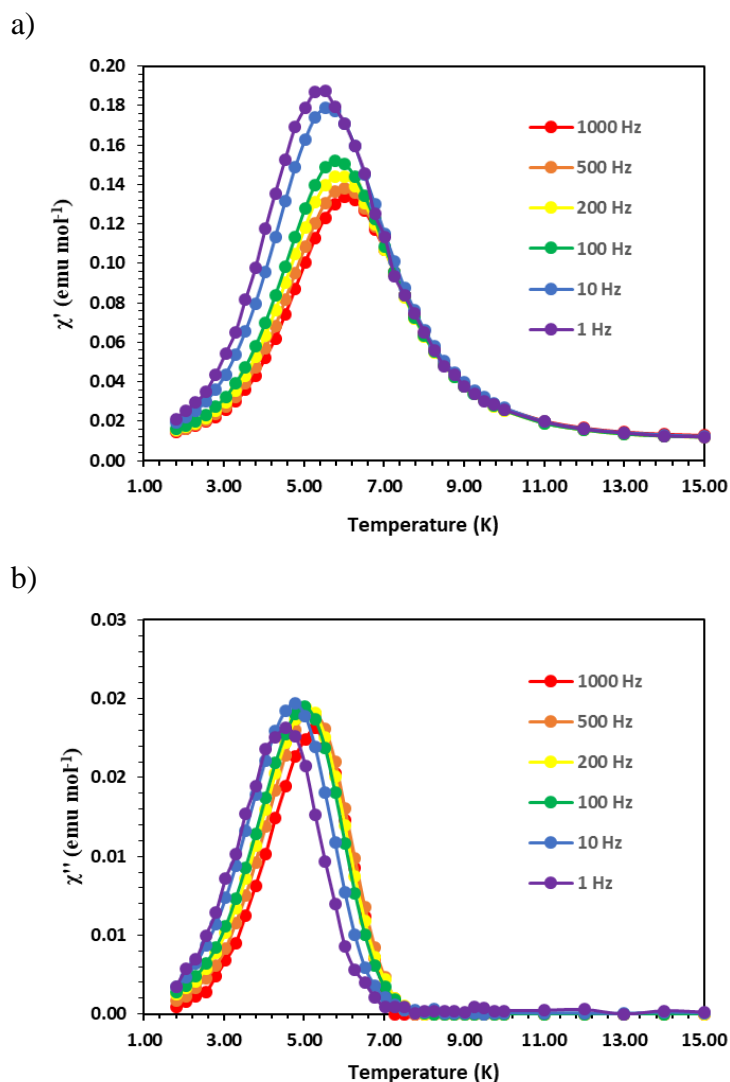 a)
0.20
0.18
0.16
0.14
0.12
0.10
0.08
0.06
0.04
0.02
0.00
χ' (emu mol-1)
1000 Hz
500 Hz
200 Hz
100 Hz
10 Hz
1 Hz
1.00 3.00 5.00 7.00 9.00 11.00 13.00 15.00
Temperature (K)
b)
0.03
0.02
0.02
0.01
0.01
0.00
χ'' (emu mol-1)
1000 Hz
500 Hz
200 Hz
100 Hz
10 Hz
1 Hz
1.00 3.00 5.00 7.00 9.00 11.00 13.00 15.00
Temperature (K)